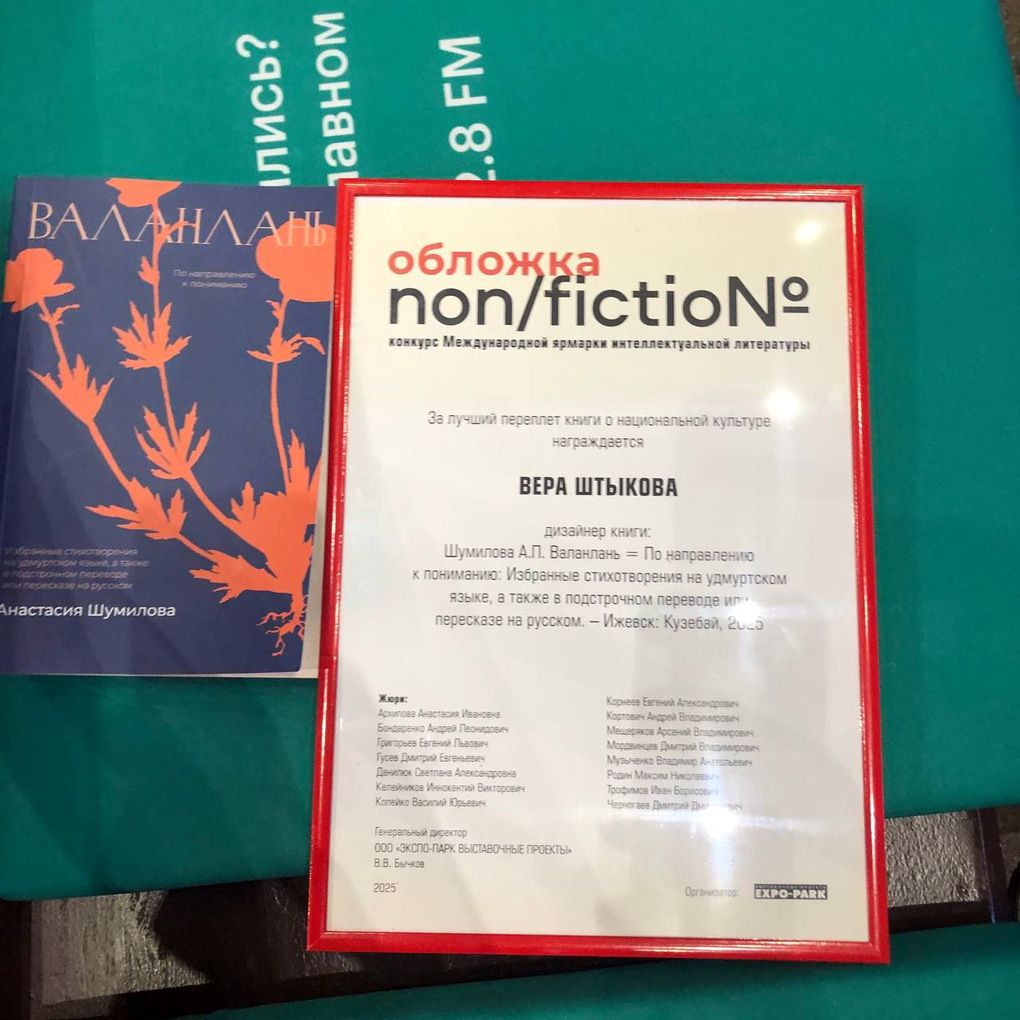 лись?
авном
2.8 FM
ВАЛАНЛАНЬ
По направлению
к пониманию
Избранные стихотворения
на удмуртском языке, а также
в подстрочном переводе
или пересказе на русском
Анастасия Шумилова
обложка
non/fictio№
конкурс Международной ярмарки интеллектуальной литературы
За лучший переплет книги о национальной культуре
награждается
ВЕРА ШТЫКОВА
дизайнер книги:
Шумилова А.П. Валанлань = По направлению
к пониманию: Избранные стихотворения на удмуртском
языке, а также в подстрочном переводе или
пересказе на русском. – Ижевск: Кузебай, 2025
Жюри:
Архипова Анастасия Ивановна
Бондаренко Андрей Леонидович
Григорьев Евгений Львович
Гусев Дмитрий Евгеньевич
Данилюк Светлана Александровна
Келейников Иннокентий Викторович
Копейко Василий Юрьевич
Корнеев Евгений Александрович
Кортович Андрей Владимирович
Мещеряков Арсений Владимирович
Мордвинцев Дмитрий Владимирович
Музыченко Владимир Анатольевич
Родин Максим Николаевич
Трофимов Иван Борисович
Черногаев Дмитрий
Генеральный директор
ООО «ЭКСПО-ПАРК ВЫСТАВОЧНЫЕ ПРОЕКТЫ»
В.В. Бычков
2025
Организатор:
ВЫСТАВОЧНЫЕ ПРОЕКТЫ
EXPO-PARK